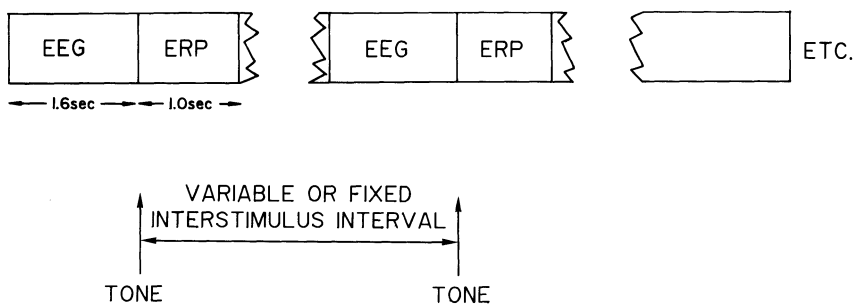 EEG ERP EEG ERP ETC.
1.6sec 1.0sec
VARIABLE OR FIXED
INTERSTIMULUS INTERVAL
TONE TONE